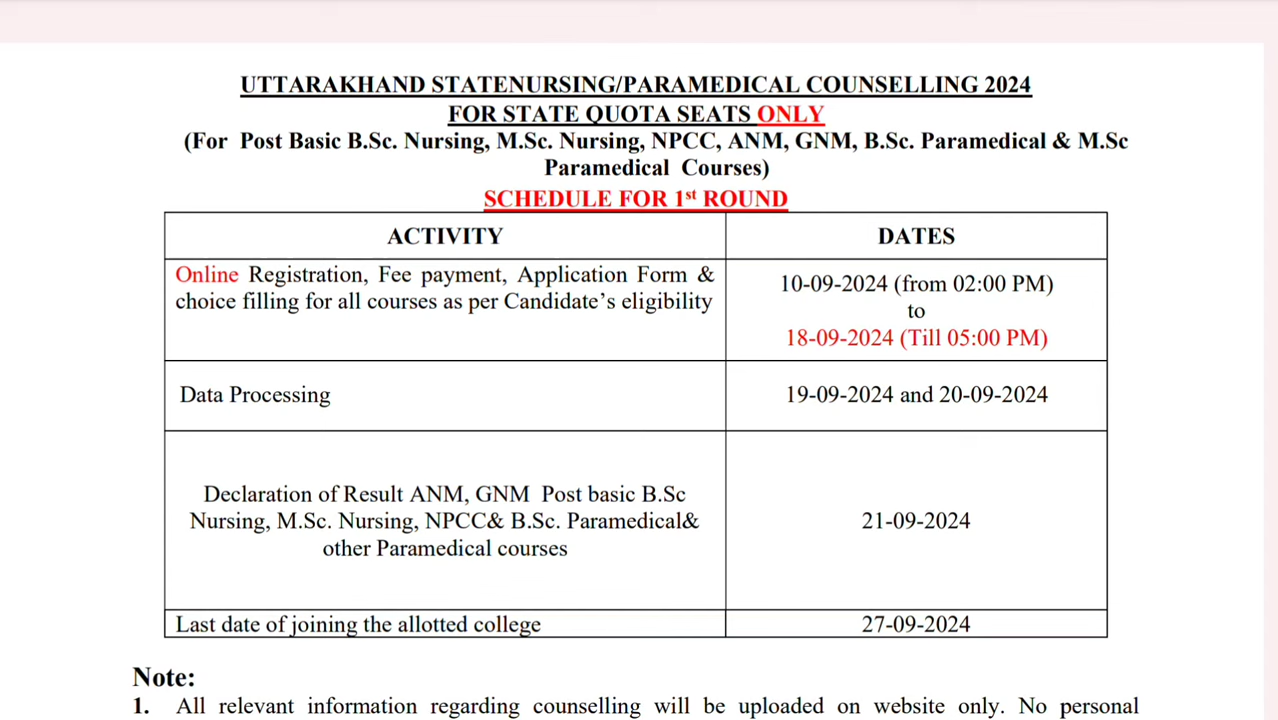 UTTARAKHAND STATENURSING/PARAMEDICAL COUNSELLING 2024
FOR STATE QUOTA SEATS ONLY
(For Post Basic B.Sc. Nursing, M.Sc. Nursing, NPCC, ANM, GNM, B.Sc. Paramedical & M.Sc
Paramedical Courses)
SCHEDULE FOR 1st ROUND
ACTIVITY
DATES
Online Registration, Fee payment, Application Form &
choice filling for all courses as per Candidate's eligibility
10-09-2024 (from 02:00 PM)
to
18-09-2024 (Till 05:00 PM)
Data Processing
19-09-2024 and 20-09-2024
Declaration of Result ANM, GNM Post basic B.Sc
Nursing, M.Sc. Nursing, NPCC& B.Sc. Paramedical&
other Paramedical courses
21-09-2024
Last date of joining the allotted college
27-09-2024
Note:
1. All relevant information regarding counselling will be uploaded on website only. No personal